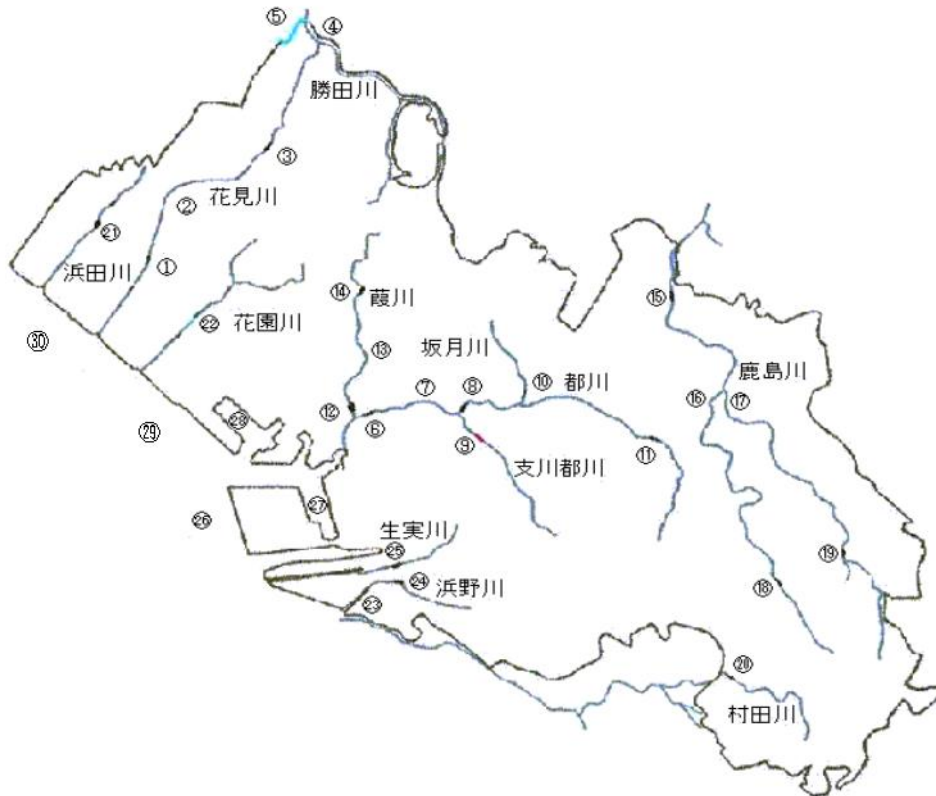 ⑤
④
勝田川
③
②
花見川
㉑
浜田川
①
⑮
⑭
葭川
㉒
花園川
㉚
坂月川
⑬
鹿島川
⑩
都川
⑦
⑧
⑯
⑰
㉘
⑫
⑥
㉙
⑨
⑪
支川都川
㉗
㉖
生実川
㉕
⑲
㉔
浜野川
⑱
㉓
⑳
村田川